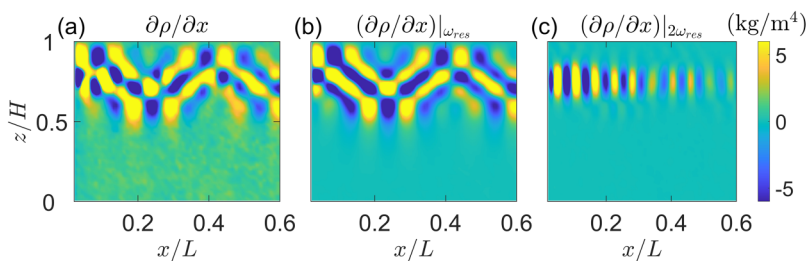 (a) ∂ρ/∂x (b) (∂ρ/∂x)|ω_res (c) (∂ρ/∂x)|2ω_res (kg/m⁴)
1
0.5
0
z/H
0.2 0.4 0.6 0.2 0.4 0.6 0.2 0.4 0.6
x/L x/L x/L
5
0
-5